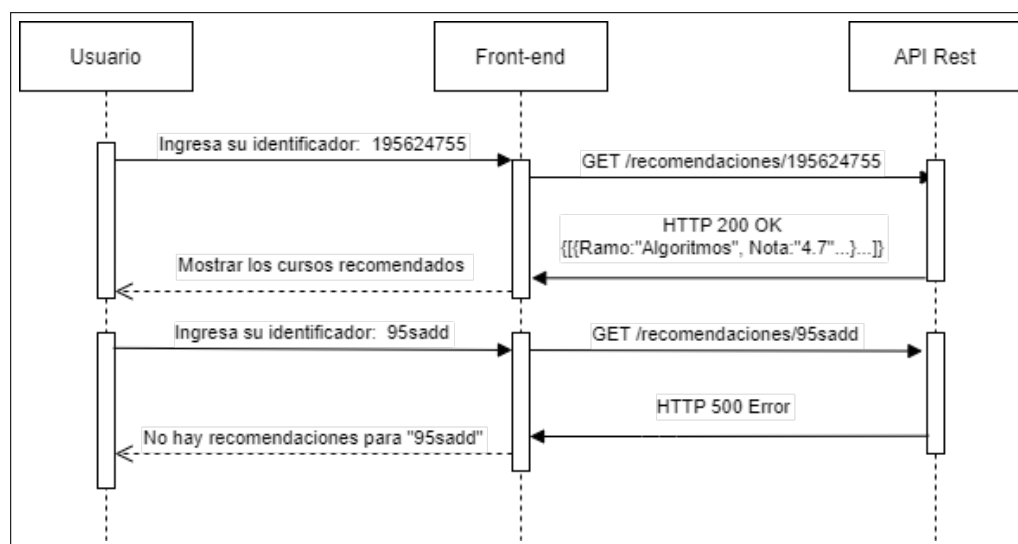 Usuario
Front-end
API Rest
Ingresa su identificador: 195624755
GET /recomendaciones/195624755
HTTP 200 OK
{[{Ramo:"Algoritmos", Nota:"4.7"...}...]}
Mostrar los cursos recomendados
Ingresa su identificador: 95sadd
GET /recomendaciones/95sadd
HTTP 500 Error
No hay recomendaciones para "95sadd"